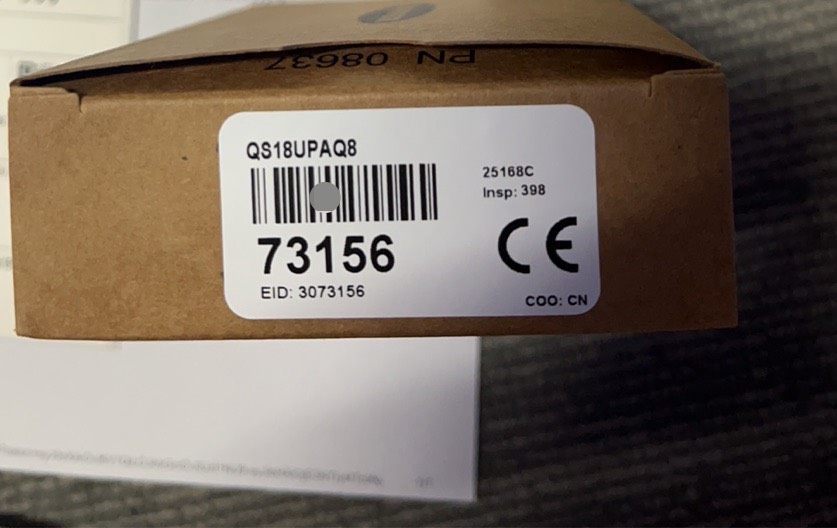 PN 08637
QS18UPAQ8
25168C
Insp: 398
73156
EID: 3073156
CE
COO: CN